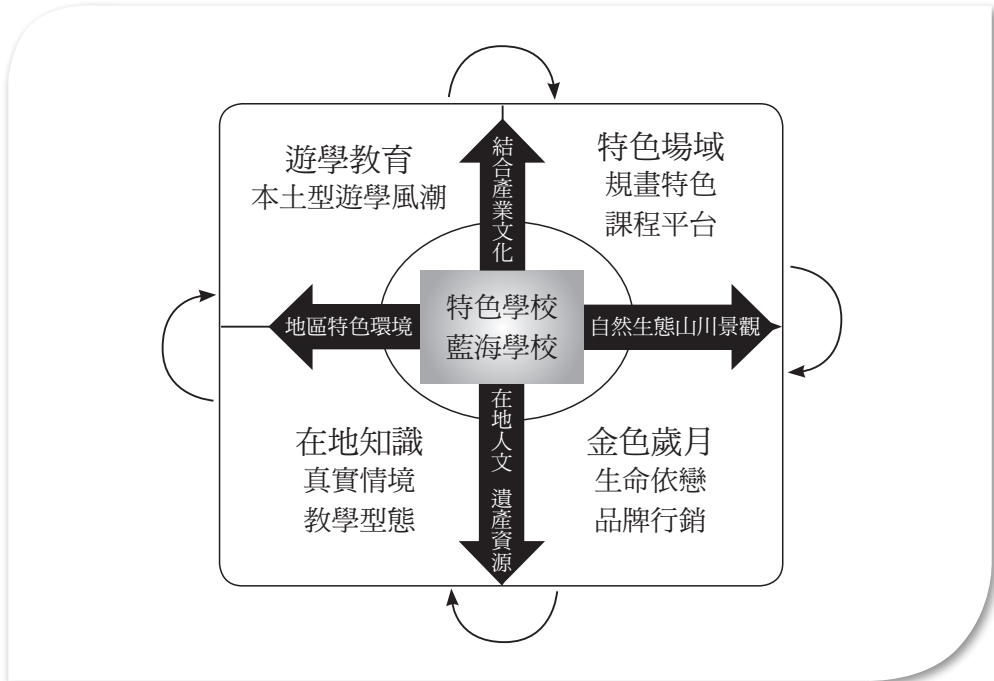 遊學教育
本土型遊學風潮
特色場域
規畫特色
課程平台
結合產業文化
地區特色環境
特色學校
藍海學校
自然生態山川景觀
在地人文 遺產資源
在地知識
真實情境
教學型態
金色歲月
生命依戀
品牌行銷